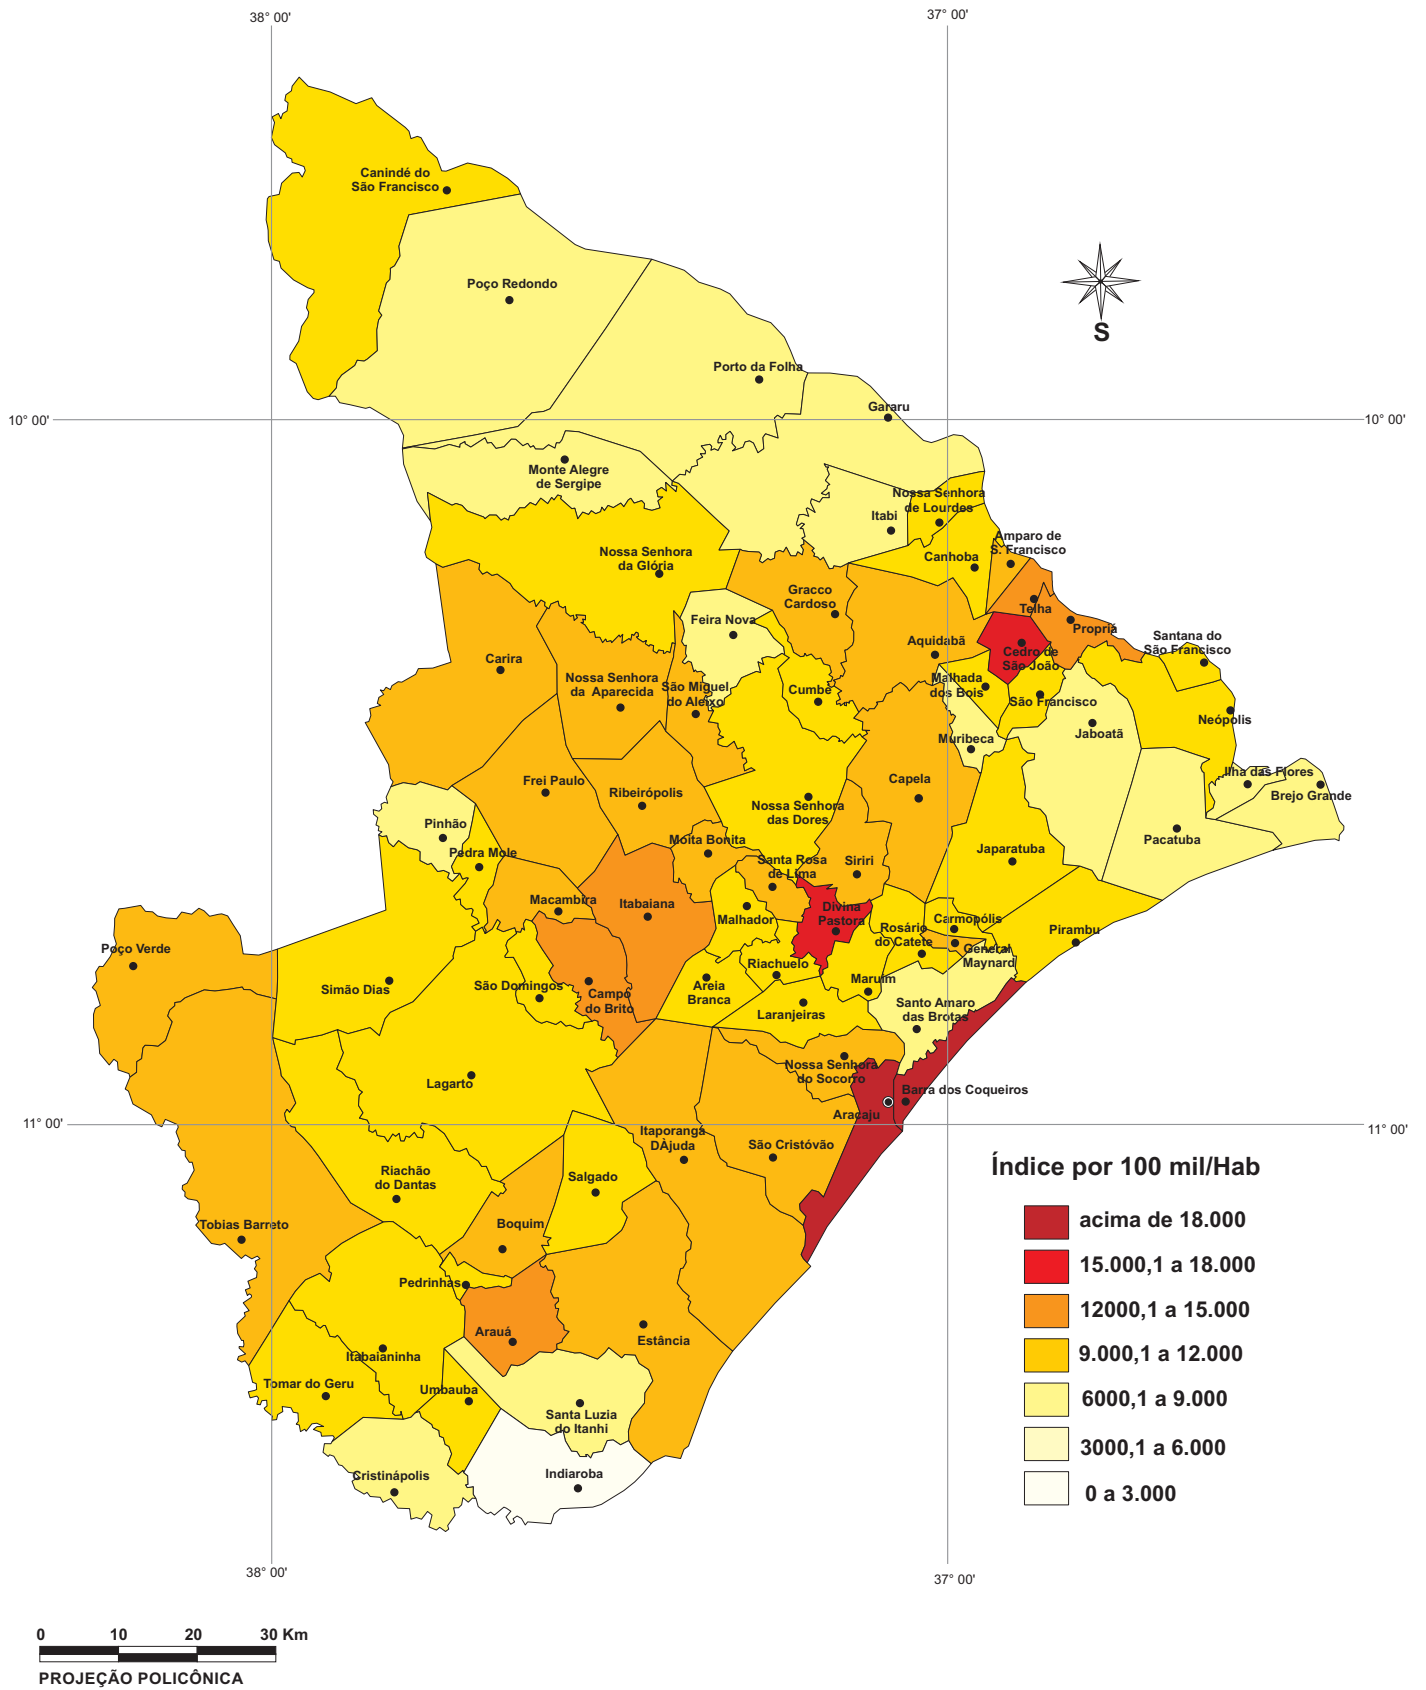 38° 00'
37° 00'
Canindé do
São Francisco
Poço Redondo
S
Porto da Folha
Gararu
10° 00'
10° 00'
Monte Alegre
de Sergipe
Nossa Senhora
de Lourdes
Itabi
Nossa Senhora
da Glória
Canhoba
Amparo de
S. Francisco
Gracco
Cardoso
Telha
Feira Nova
Propriá
Aquidabã
Santana do
São Francisco
Cedro de
São João
Carira
Nossa Senhora
da Aparecida
São Miguel
do Aleixo
Cumbe
Malhada
dos Bois
São Francisco
Neópolis
Jaboatã
Muribeca
Frei Paulo
Ribeirópolis
Capela
Ilha das Flores
Brejo Grande
Nossa Senhora
das Dores
Pinhão
Moita Bonita
Pacatuba
Pedra Mole
Santa Rosa
de Lima
Siriri
Japaratuba
Macambira
Itabaiana
Malhador
Divina
Pastora
Carmopólis
Rosário
do Catete
Pirambu
General
Maynard
Poço Verde
Simão Dias
São Domingos
Campo
do Brito
Areia
Branca
Riachuelo
Maruim
Laranjeiras
Santo Amaro
das Brotas
Lagarto
Nossa Senhora
do Socorro
Barra dos Coqueiros
Aracaju
11° 00'
11° 00'
Itaporanga
DÀjuda
São Cristóvão
Riachão
do Dantas
Salgado
Índice por 100 mil/Hab
Tobias Barreto
Boquim
acima de 18.000
15.000,1 a 18.000
Pedrinhas
12000,1 a 15.000
Arauá
Estância
Itabaianinha
9.000,1 a 12.000
Tomar do Geru
Umbauba
6000,1 a 9.000
Santa Luzia
do Itanhi
3000,1 a 6.000
Cristinápolis
Indiaroba
0 a 3.000
38° 00'
37° 00'
0 10 20 30 Km
PROJEÇÃO POLICÔNICA